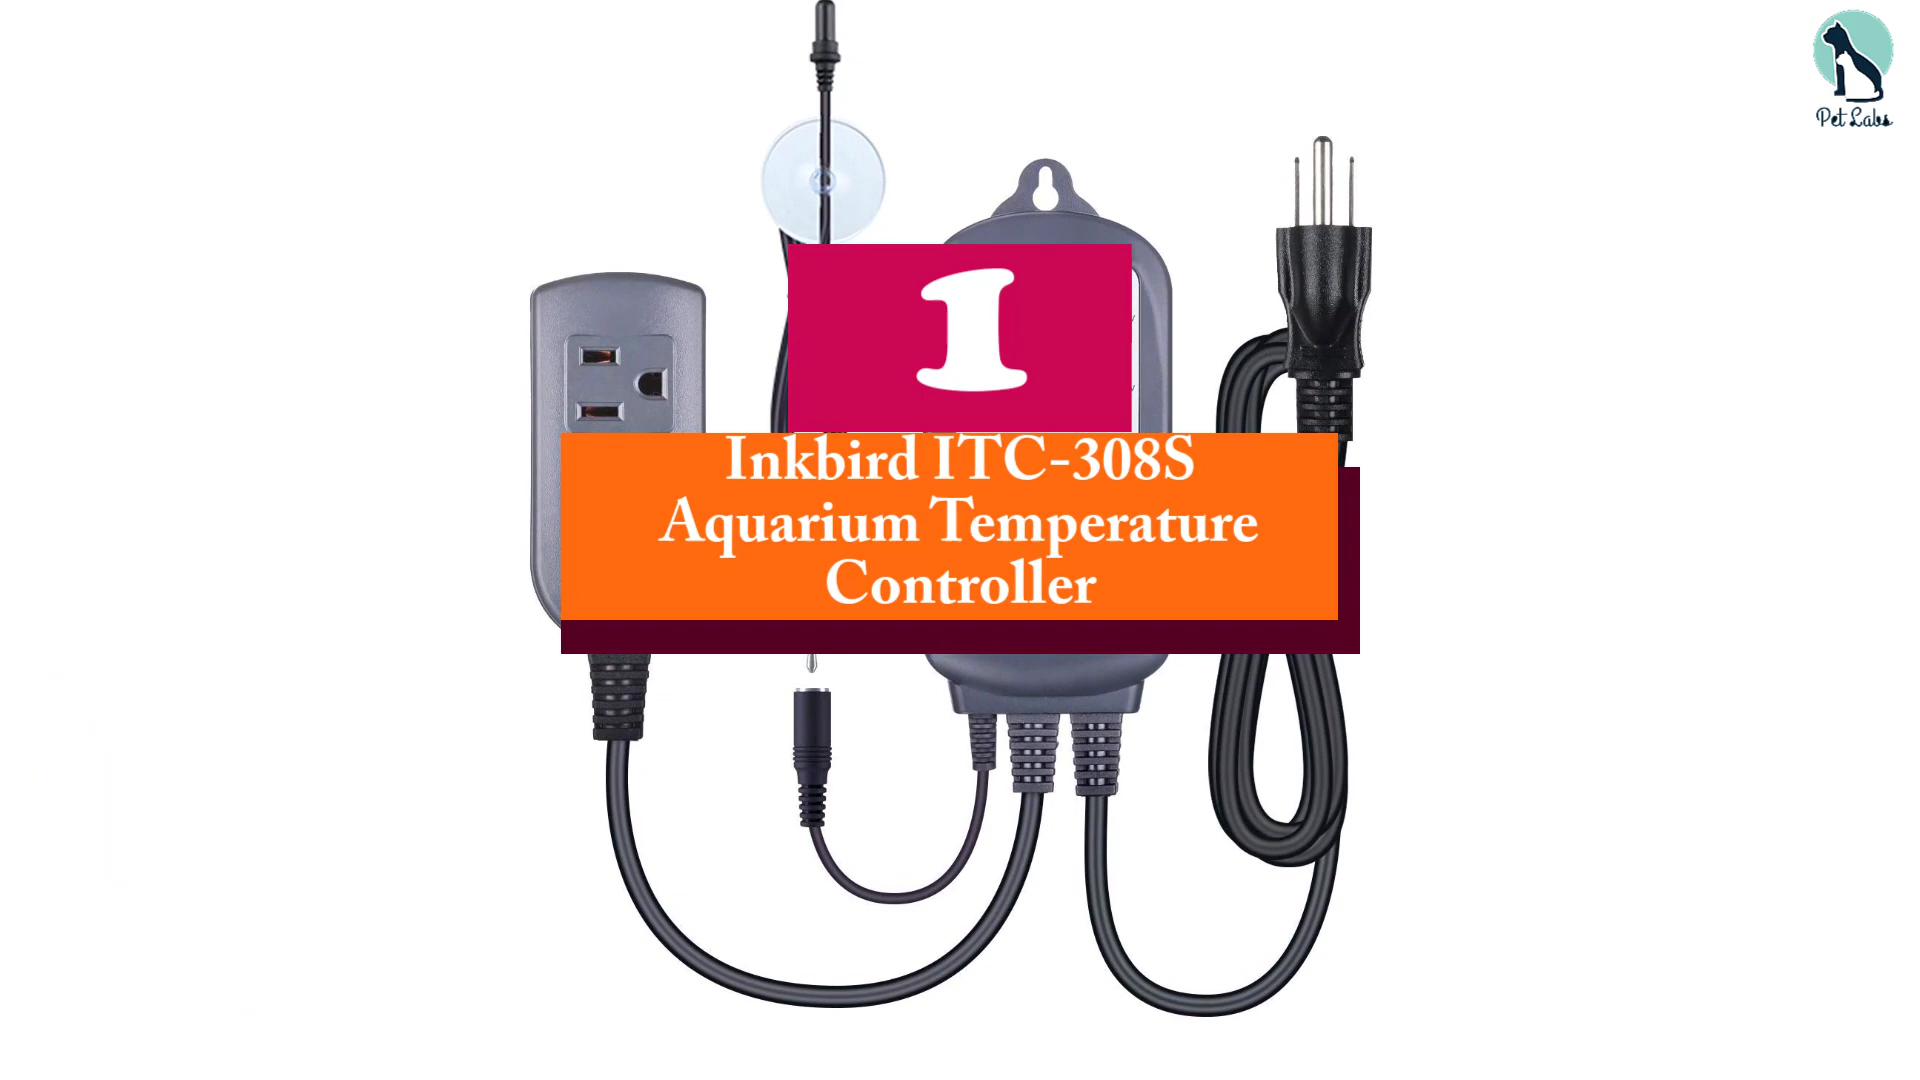 Pet Labs
1
Inkbird ITC-308S
Aquarium Temperature
Controller